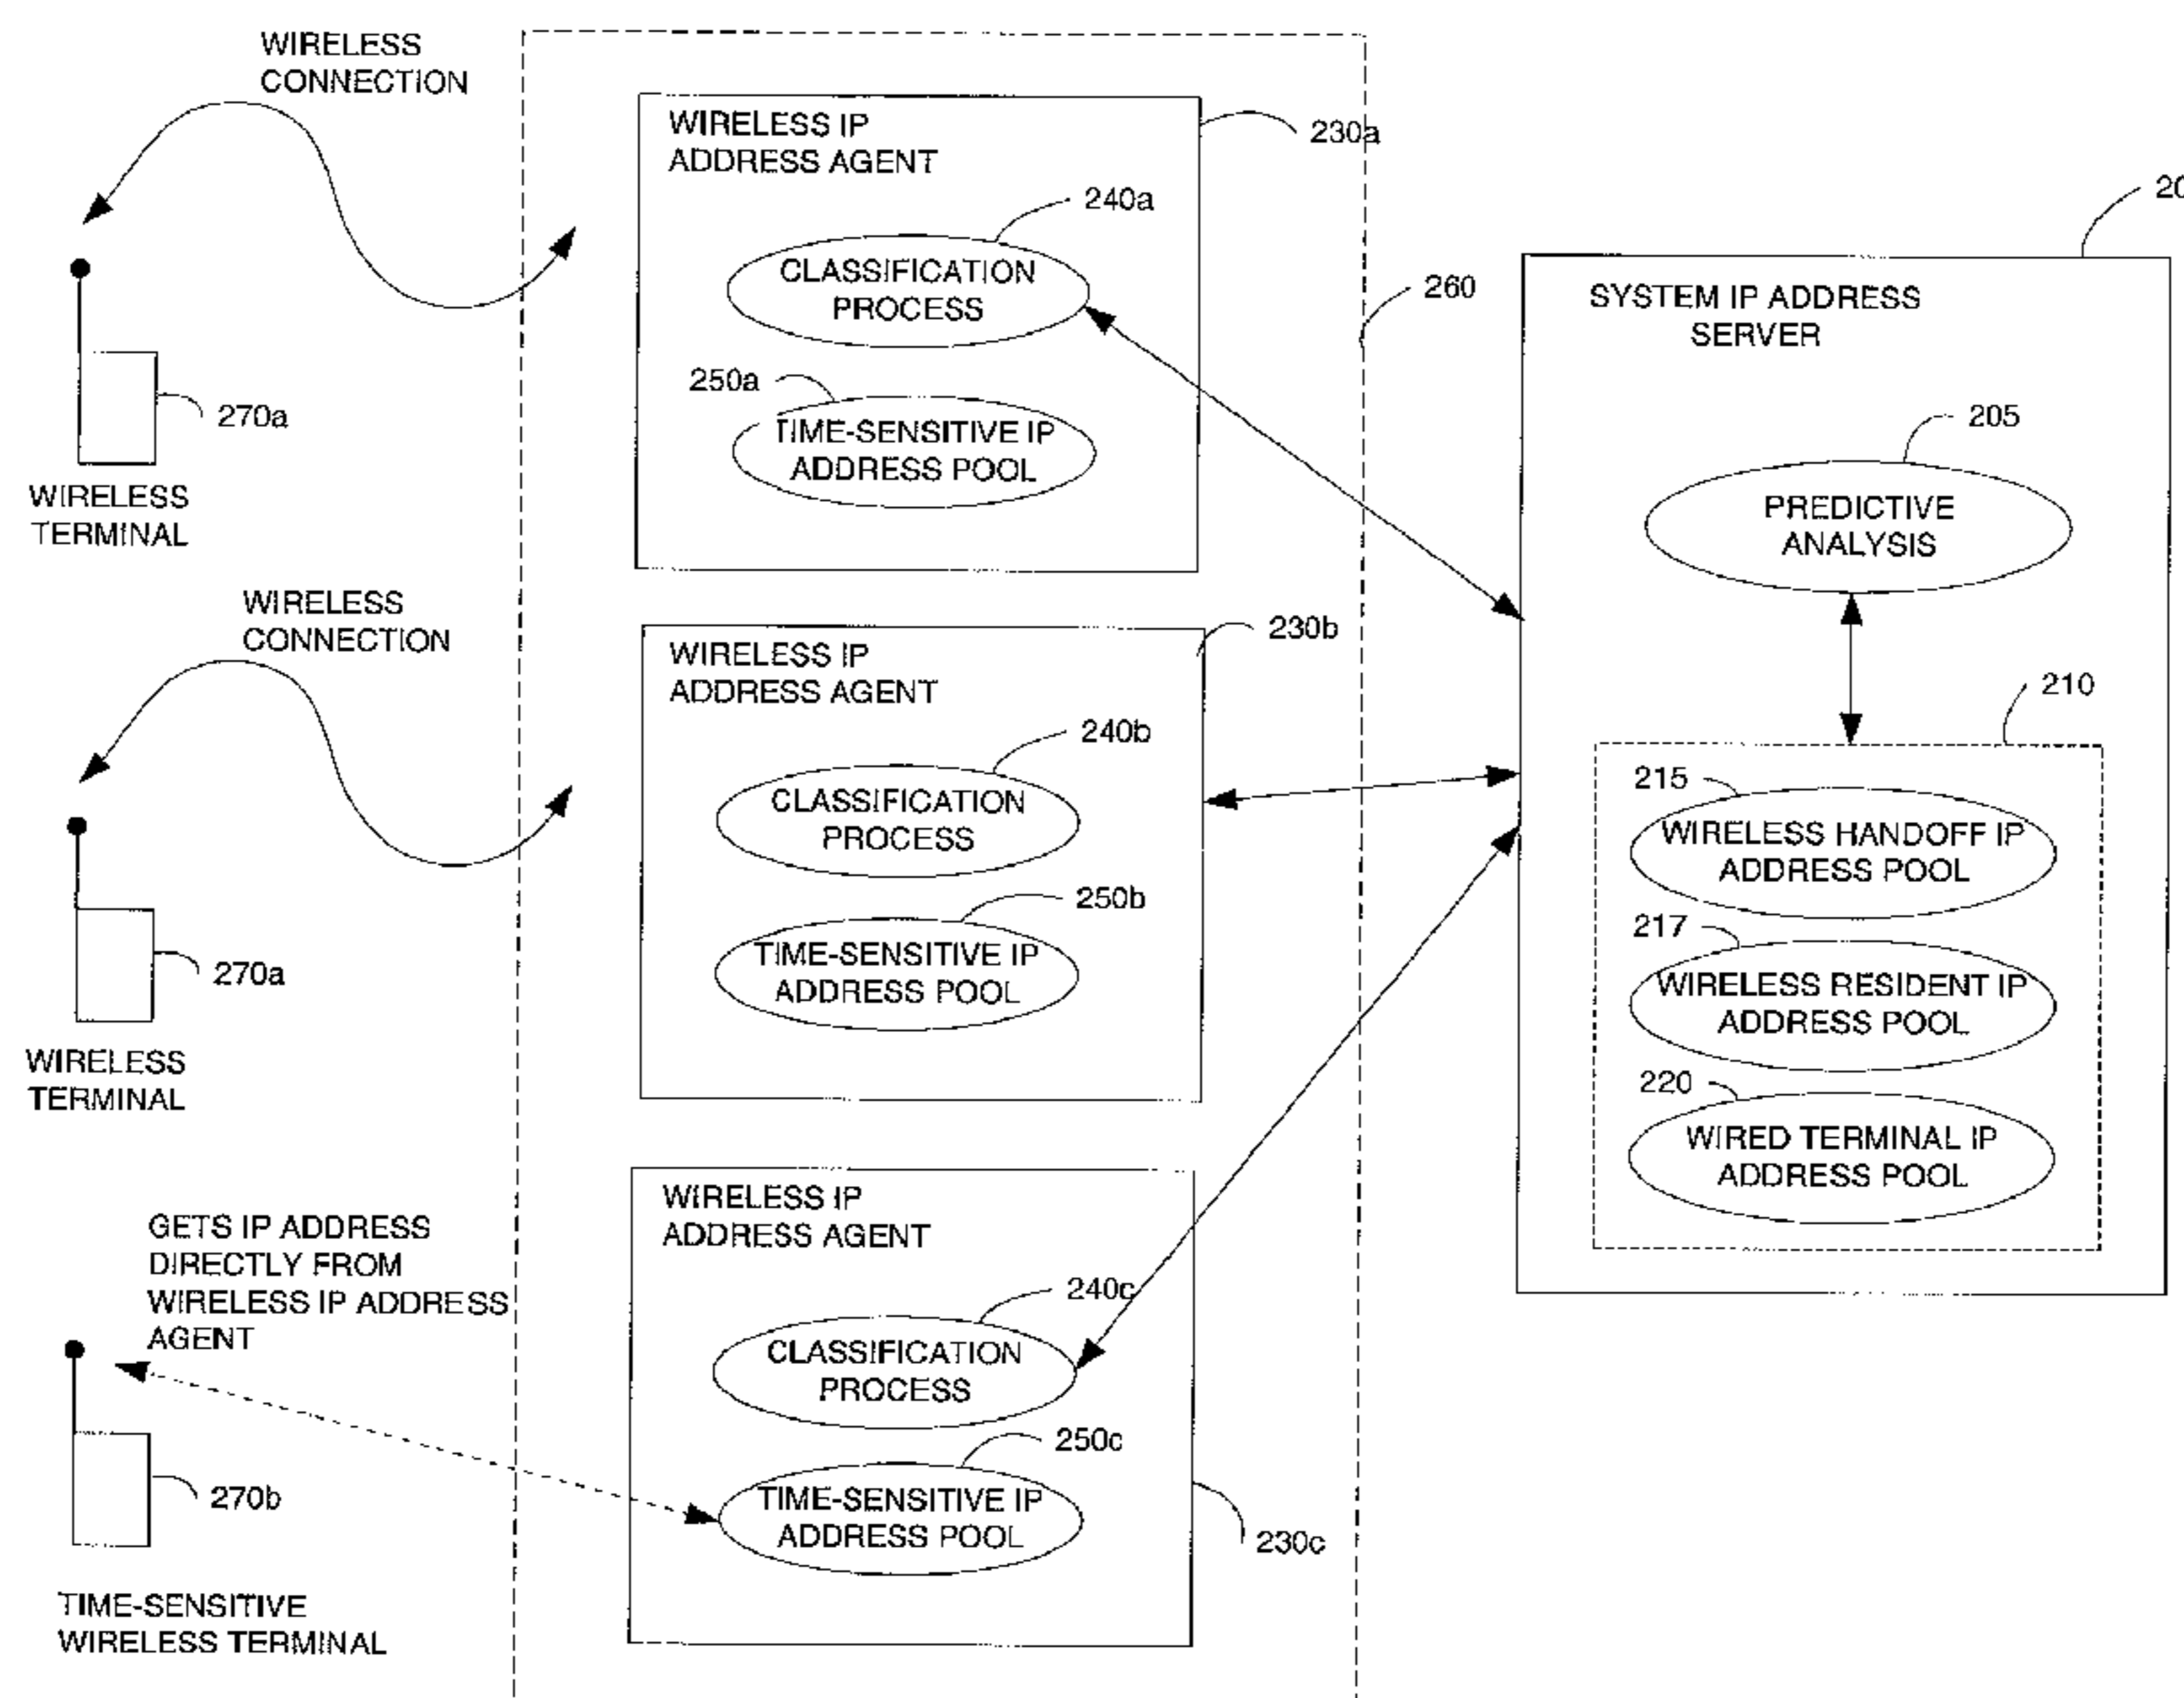 WIRELESS
CONNECTION
WIRELESS IP
ADDRESS AGENT
230a
240a
CLASSIFICATION
PROCESS
250a
TIME-SENSITIVE IP
ADDRESS POOL
270a
WIRELESS
TERMINAL
260
SYSTEM IP ADDRESS
SERVER
205
PREDICTIVE
ANALYSIS
WIRELESS
CONNECTION
WIRELESS IP
ADDRESS AGENT
230b
240b
CLASSIFICATION
PROCESS
250b
TIME-SENSITIVE IP
ADDRESS POOL
270a
WIRELESS
TERMINAL
210
215
WIRELESS HANDOFF IP
ADDRESS POOL
217
WIRELESS RESIDENT IP
ADDRESS POOL
220
WIRED TERMINAL IP
ADDRESS POOL
GETS IP ADDRESS
DIRECTLY FROM
WIRELESS IP ADDRESS
AGENT
WIRELESS IP
ADDRESS AGENT
240c
CLASSIFICATION
PROCESS
250c
TIME-SENSITIVE IP
ADDRESS POOL
230c
270b
TIME-SENSITIVE
WIRELESS TERMINAL